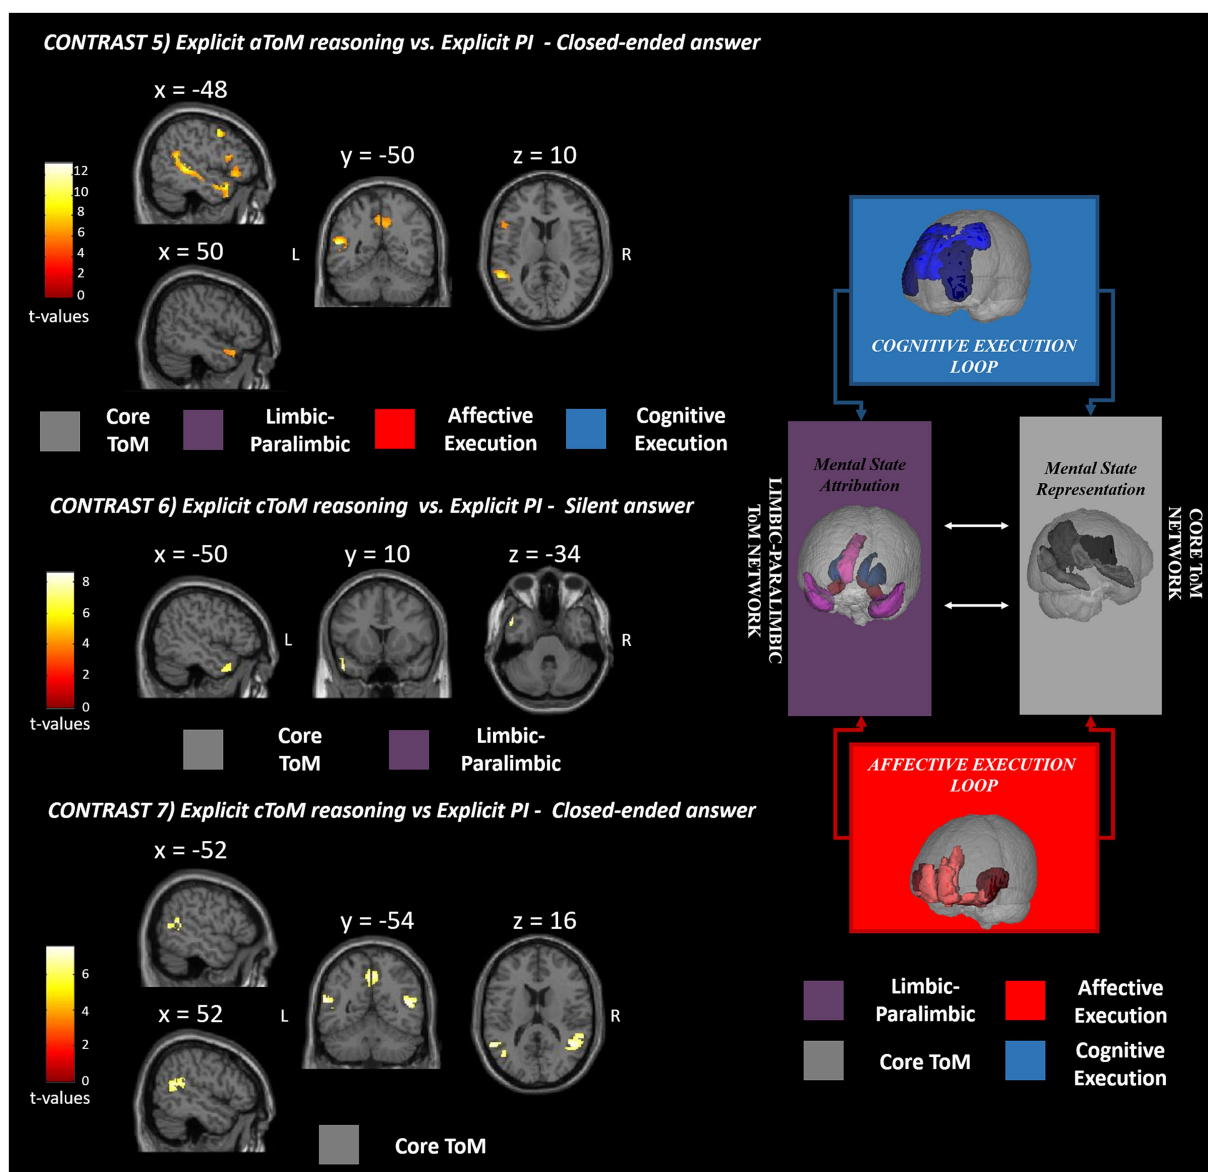 CONTRAST 5) Explicit aToM reasoning vs. Explicit PI - Closed-ended answer
x = -48
y = -50
z = 10
12
10
8
6
4
2
0
t-values
L
R
x = 50
Core
ToM
Limbic-
Paralimbic
Affective
Execution
Cognitive
Execution
CONTRAST 6) Explicit cToM reasoning vs. Explicit PI - Silent answer
x = -50
y = 10
z = -34
8
6
4
2
0
t-values
L
R
Core
ToM
Limbic-
Paralimbic
CONTRAST 7) Explicit cToM reasoning vs Explicit PI - Closed-ended answer
x = -52
y = -54
z = 16
6
4
2
0
t-values
L
R
x = 52
Core ToM
COGNITIVE EXECUTION
LOOP
LIMBIC-PARALIMBIC
ToM NETWORK
Mental State
Attribution
Mental State
Representation
CORE ToM
NETWORK
AFFECTIVE EXECUTION
LOOP
Limbic-
Paralimbic
Affective
Execution
Core ToM
Cognitive
Execution